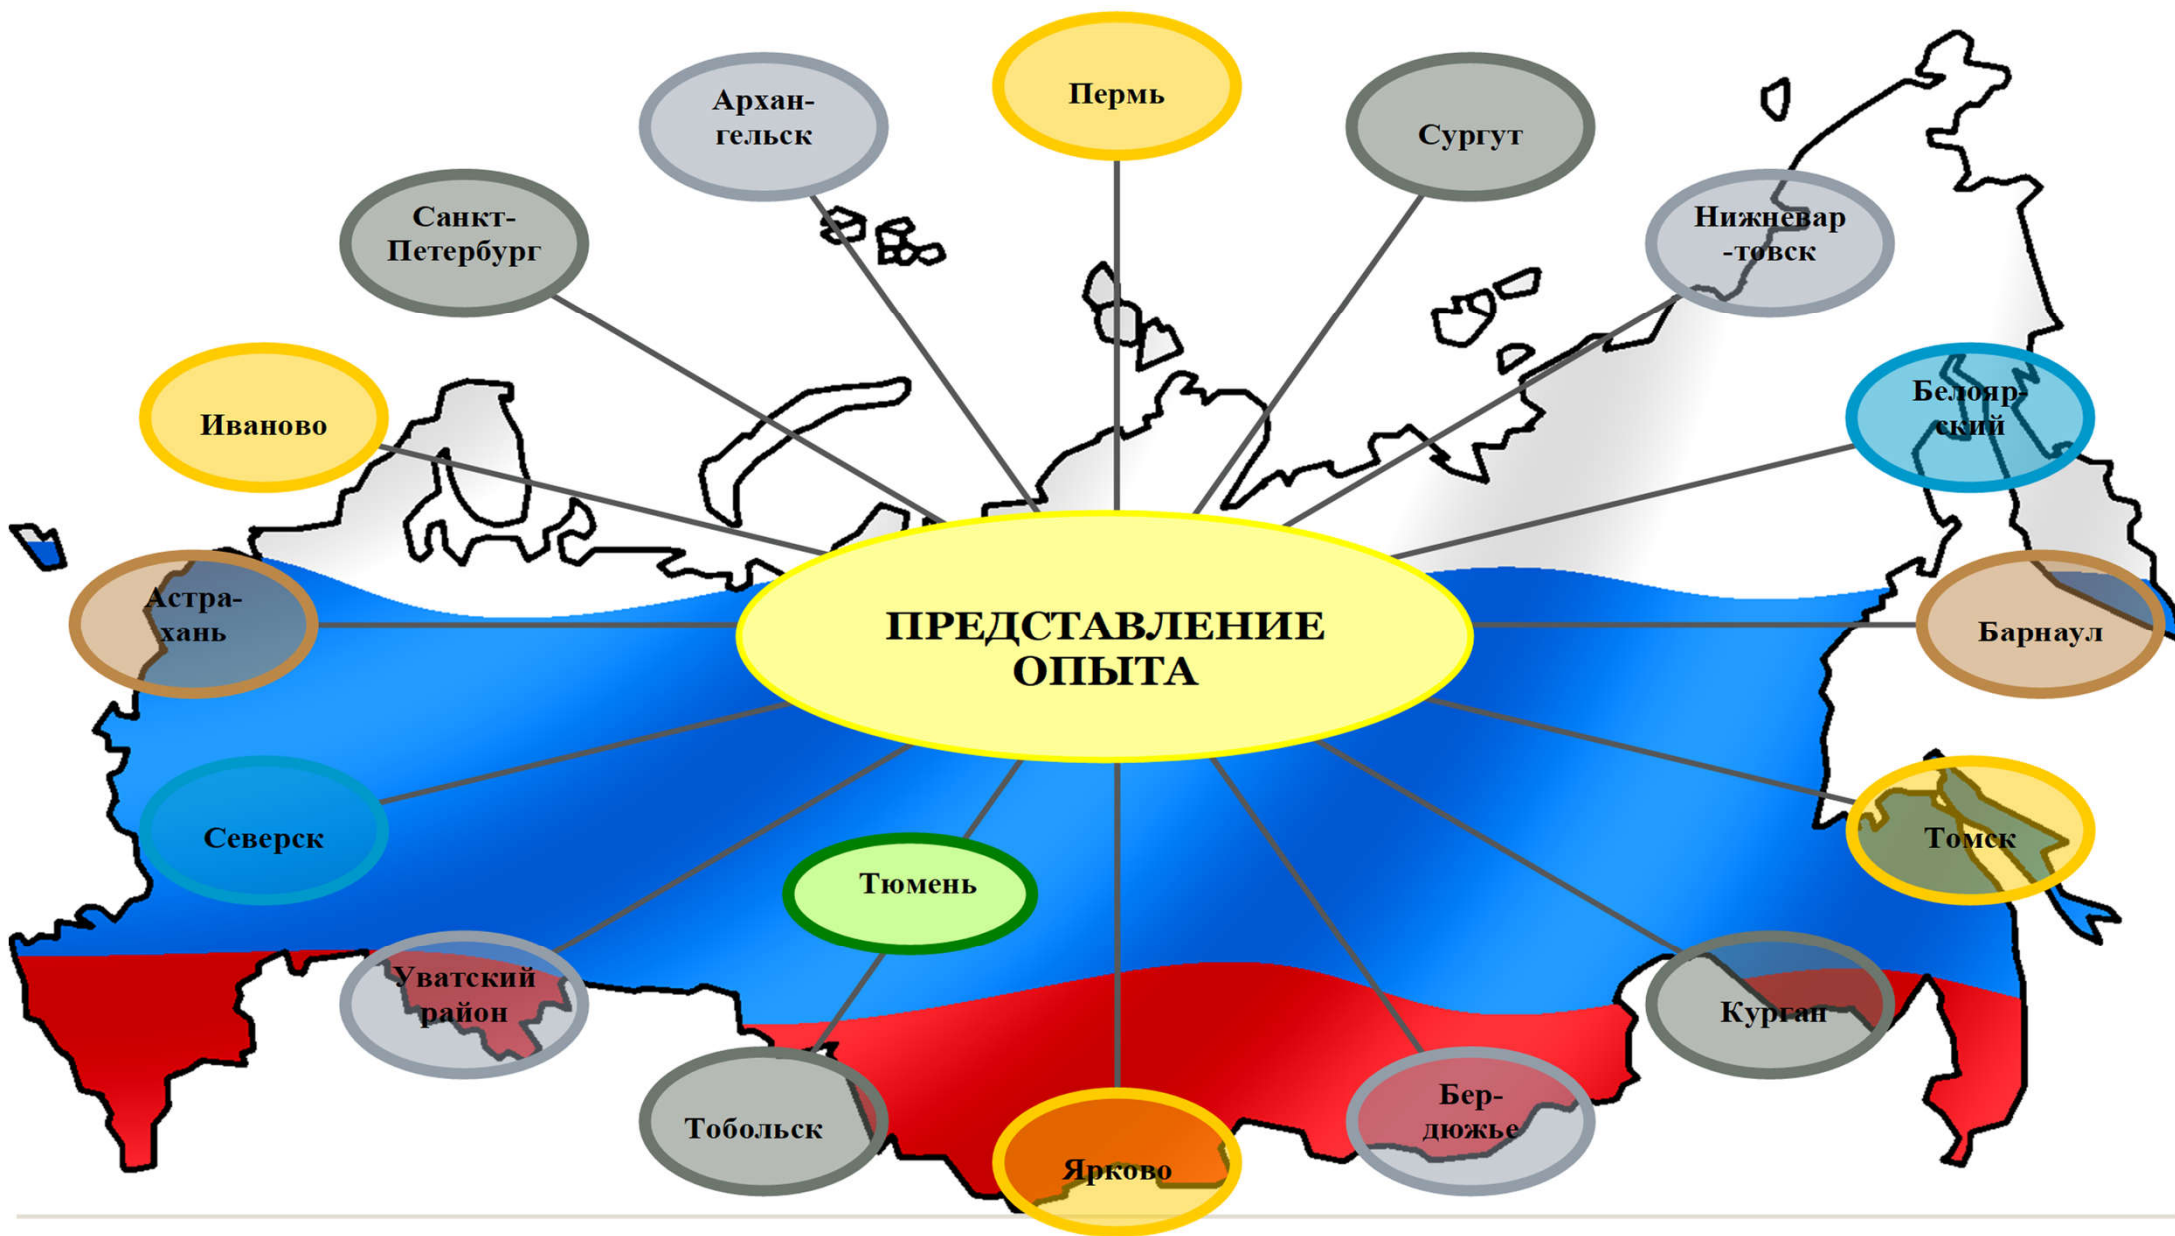 Пермь
Архан-
гельск
Сургут
Санкт-
Петербург
Нижневар
-товск
Иваново
Белояр-
ский
Астра-
хань
ПРЕДСТАВЛЕНИЕ
ОПЫТА
Барнаул
Северск
Томск
Тюмень
Уватский
район
Курган
Тобольск
Ярково
Бер-
дюжье